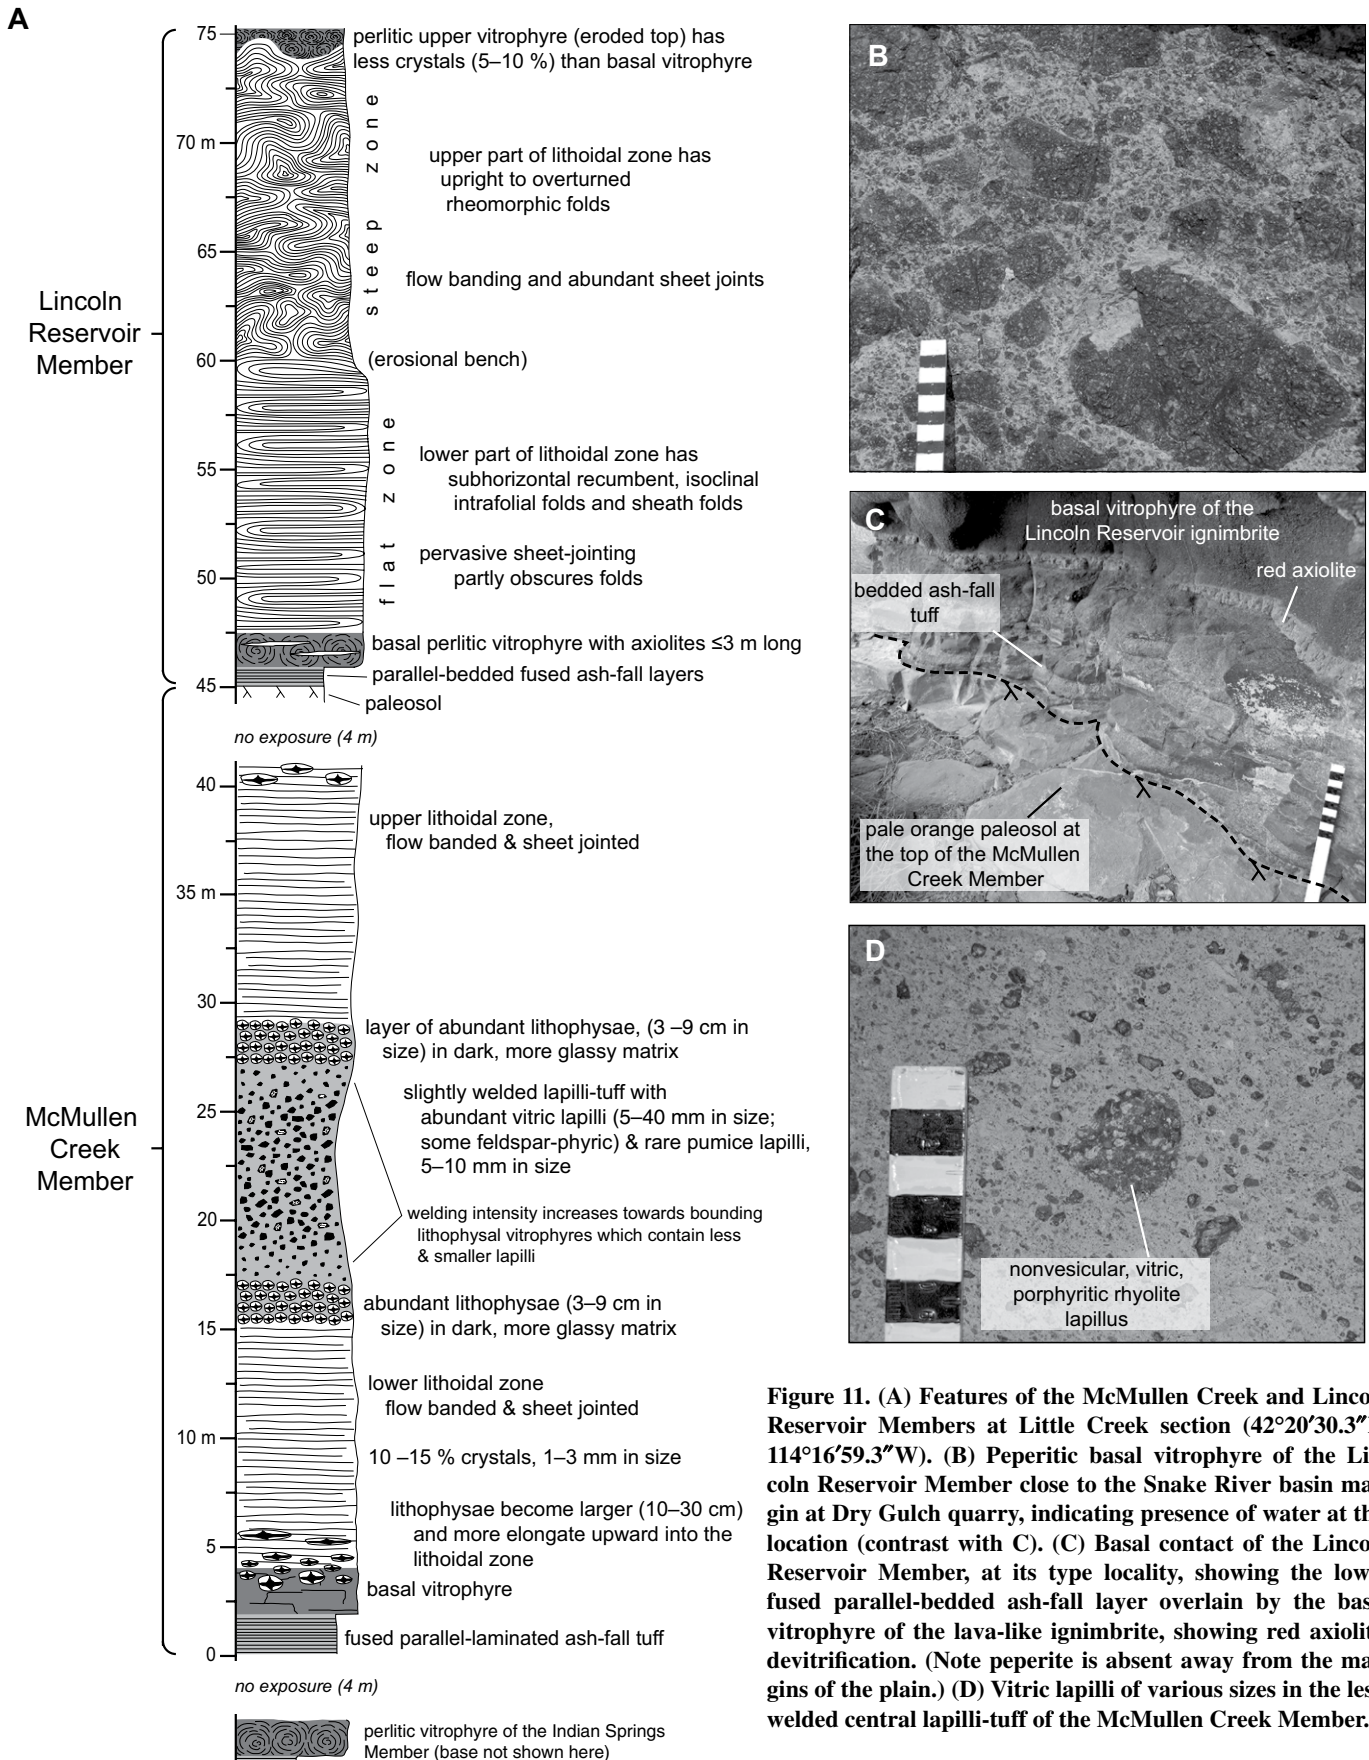 A
75
perlitic upper vitrophyre (eroded top) has
less crystals (5–10 %) than basal vitrophyre
steep zone
70 m
upper part of lithoidal zone has
upright to overturned
rheomorphic folds
65
flow banding and abundant sheet joints
Lincoln
Reservoir
Member
60
(erosional bench)
flat zone
lower part of lithoidal zone has
subhorizontal recumbent, isoclinal
intrafolial folds and sheath folds
55
pervasive sheet-jointing
partly obscures folds
50
basal perlitic vitrophyre with axiolites ≤3 m long
parallel-bedded fused ash-fall layers
45
paleosol
no exposure (4 m)
40
upper lithoidal zone,
flow banded & sheet jointed
35 m
30
layer of abundant lithophysae, (3 –9 cm in
size) in dark, more glassy matrix
slightly welded lapilli-tuff with
abundant vitric lapilli (5–40 mm in size;
some feldspar-phyric) & rare pumice lapilli,
5–10 mm in size
25
McMullen
Creek
Member
welding intensity increases towards bounding
lithophysal vitrophyres which contain less
& smaller lapilli
20
abundant lithophysae (3–9 cm in
size) in dark, more glassy matrix
15
lower lithoidal zone
flow banded & sheet jointed
10 m
10 –15 % crystals, 1–3 mm in size
lithophysae become larger (10–30 cm)
and more elongate upward into the
lithoidal zone
5
basal vitrophyre
fused parallel-laminated ash-fall tuff
0
no exposure (4 m)
perlitic vitrophyre of the Indian Springs
Member (base not shown here)
B
C
basal vitrophyre of the
Lincoln Reservoir ignimbrite
red axiolite
bedded ash-fall
tuff
pale orange paleosol at
the top of the McMullen
Creek Member
D
nonvesicular, vitric,
porphyritic rhyolite
lapillus
Figure 11. (A) Features of the McMullen Creek and Linco
Reservoir Members at Little Creek section (42°20′30.3″
114°16′59.3″W). (B) Peperitic basal vitrophyre of the Li
coln Reservoir Member close to the Snake River basin ma
gin at Dry Gulch quarry, indicating presence of water at th
location (contrast with C). (C) Basal contact of the Linco
Reservoir Member, at its type locality, showing the low
fused parallel-bedded ash-fall layer overlain by the bas
vitrophyre of the lava-like ignimbrite, showing red axiolit
devitrification. (Note peperite is absent away from the ma
gins of the plain.) (D) Vitric lapilli of various sizes in the les
welded central lapilli-tuff of the McMullen Creek Member.